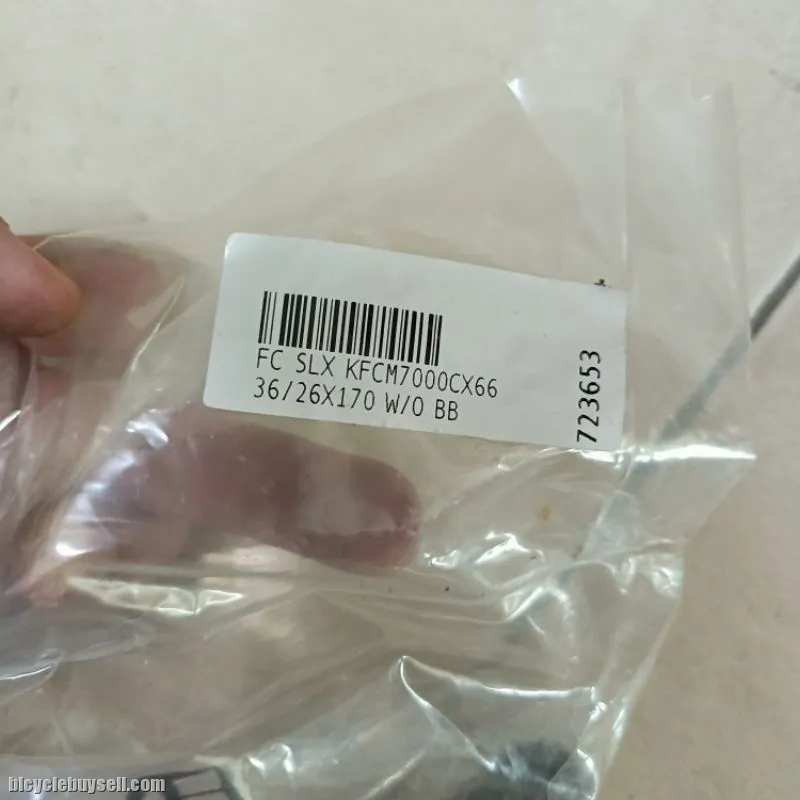 FC SLX KFCM7000CX66
36/26X170 W/O BB
723653
bicyclebuysell.com